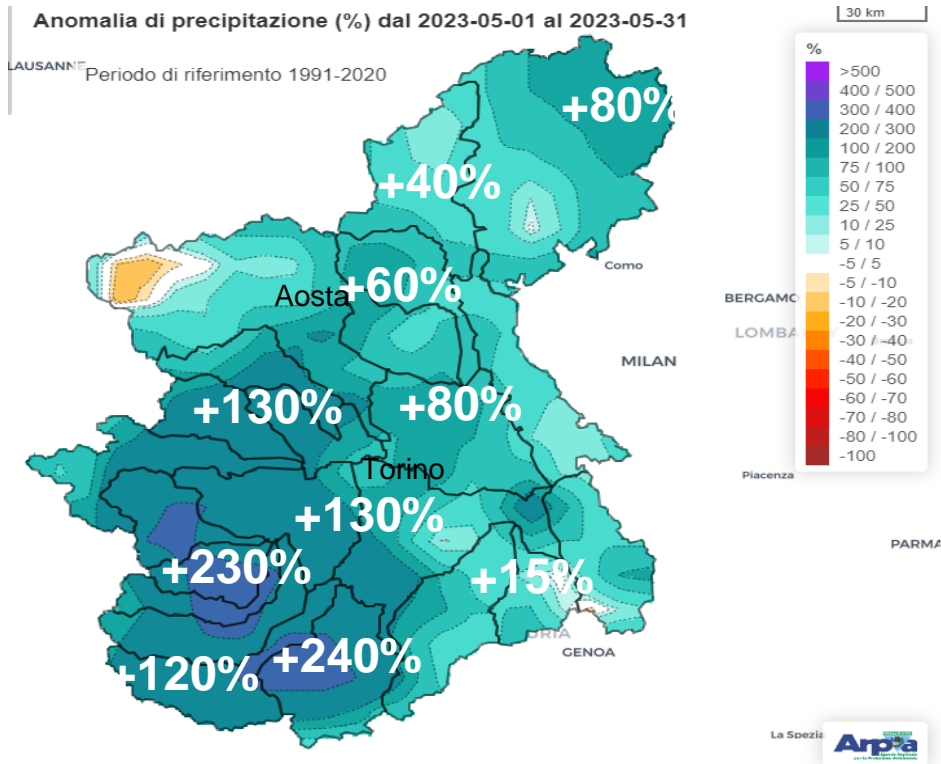 Anomalia di precipitazione (%) dal 2023-05-01 al 2023-05-31
30 km
LAUSANNE
Periodo di riferimento 1991-2020
%
>500
400 / 500
300 / 400
200 / 300
100 / 200
75 / 100
50 / 75
25 / 50
10 / 25
5 / 10
-5 / 5
-5 / -10
-10 / -20
-20 / -30
-30 / -40
-40 / -50
-50 / -60
-60 / -70
-70 / -80
-80 / -100
-100
+80%
+40%
Como
+60%
Aosta
BERGAMO
LOMBA
MILAN
+130%
+80%
Torino
Piacenza
+130%
PARMA
+230%
+15%
URIA
GENOA
+240%
+120%
La Spezia
Arpa